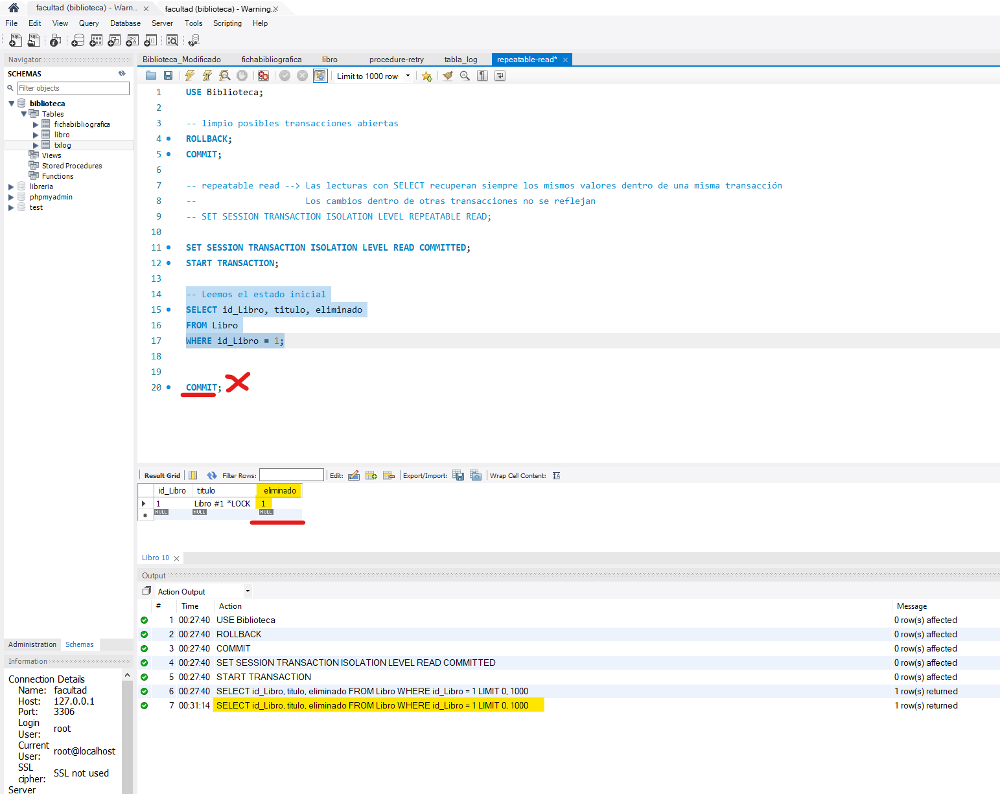 facultad (biblioteca) - Warn... × facultad (biblioteca) - Warning.×
File Edit View Query Database Server Tools Scripting Help
Navigator
SCHEMAS
Filter objects
biblioteca
Tables
fichabibliografica
libro
txlog
Views
Stored Procedures
Functions
libreria
phpmyadmin
test
Administration Schemas
Information
Connection Details
Name: facultad
Host: 127.0.0.1
Port: 3306
Login User: root
Current User: root@localhost
SSL cipher: SSL not used
Server
Biblioteca_Modificado fichabibliografica libro procedure-retry tabla_log repeatable-read* ×
Limit to 1000 row
1 USE Biblioteca;
2
3 -- limpio posibles transacciones abiertas
4 ROLLBACK;
5 COMMIT;
6
7 -- repeatable read --> Las lecturas con SELECT recuperan siempre los mismos valores dentro de una misma transacción
8 -- Los cambios dentro de otras transacciones no se reflejan
9 -- SET SESSION TRANSACTION ISOLATION LEVEL REPEATABLE READ;
10
11 SET SESSION TRANSACTION ISOLATION LEVEL READ COMMITTED;
12 START TRANSACTION;
13
14 -- Leemos el estado inicial
15 SELECT id_Libro, titulo, eliminado
16 FROM Libro
17 WHERE id_Libro = 1;
18
19
20 COMMIT;
Result Grid Filter Rows: Edit: Export/Import: Wrap Cell Content:
id_Libro titulo eliminado
1 Libro #1 *LOCK 1
NULL NULL NULL
Libro 10 ×
Output
Action Output
# Time Action Message
1 00:27:40 USE Biblioteca 0 row(s) affected
2 00:27:40 ROLLBACK 0 row(s) affected
3 00:27:40 COMMIT 0 row(s) affected
4 00:27:40 SET SESSION TRANSACTION ISOLATION LEVEL READ COMMITTED 0 row(s) affected
5 00:27:40 START TRANSACTION 0 row(s) affected
6 00:27:40 SELECT id_Libro, titulo, eliminado FROM Libro WHERE id_Libro = 1 LIMIT 0, 1000 1 row(s) returned
7 00:31:14 SELECT id_Libro, titulo, eliminado FROM Libro WHERE id_Libro = 1 LIMIT 0, 1000 1 row(s) returned